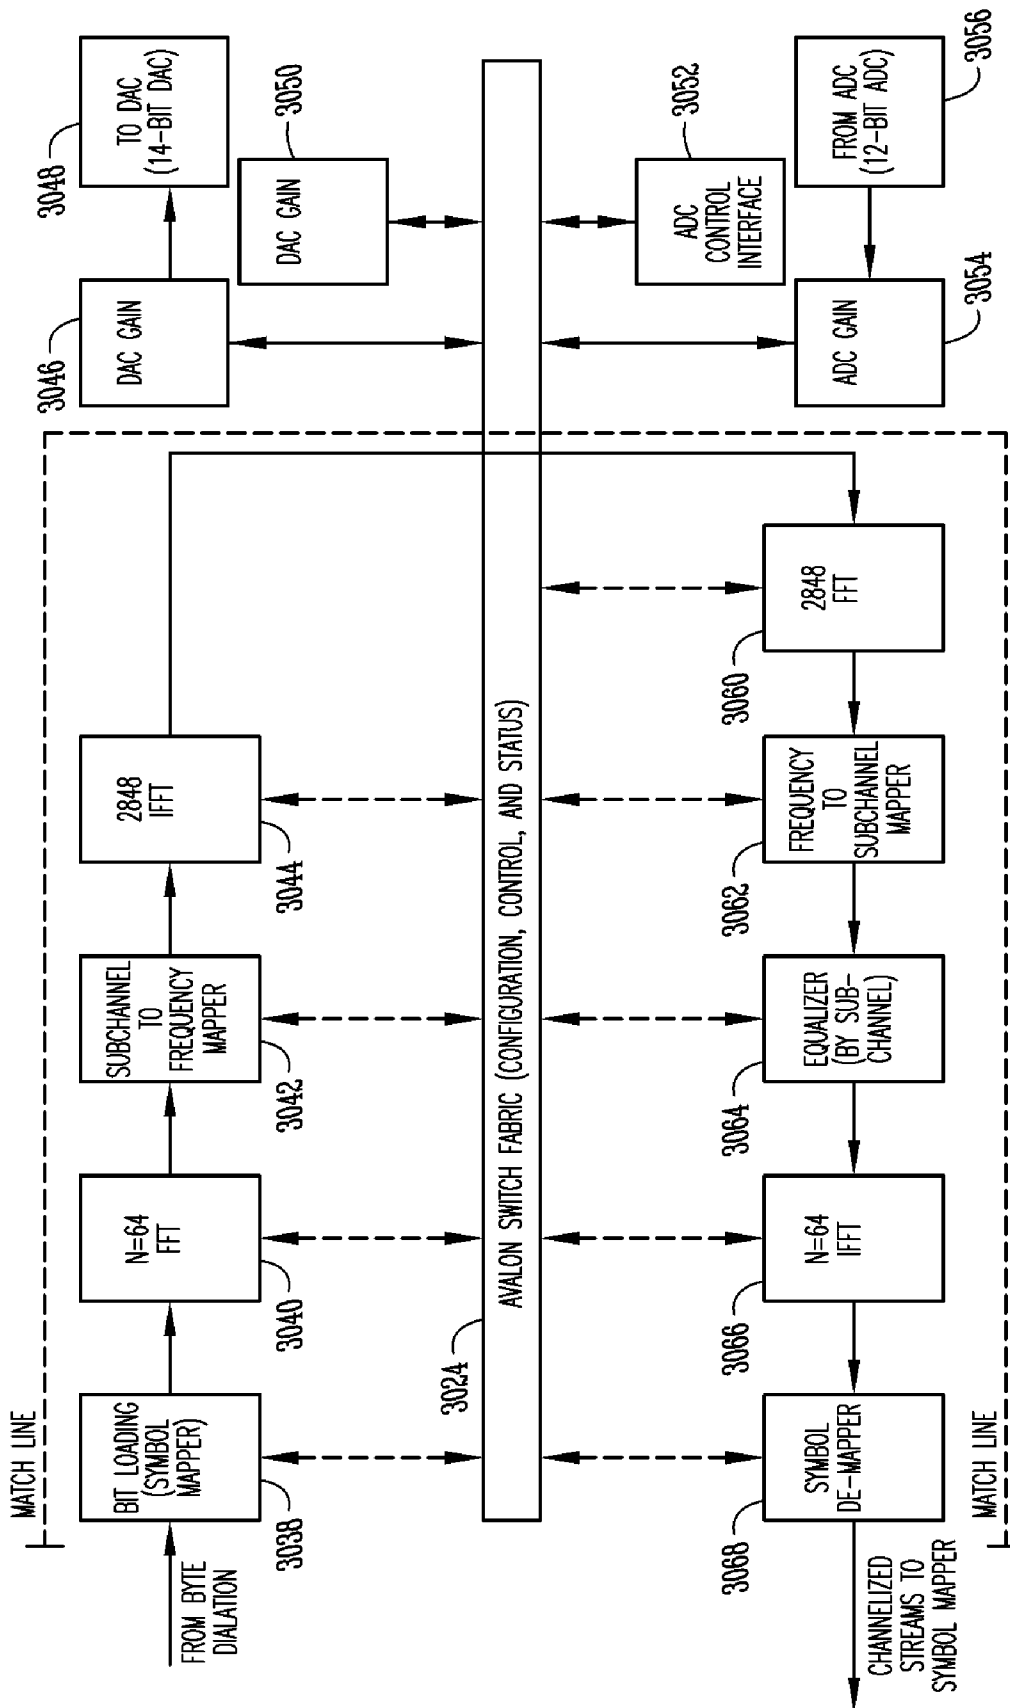 MATCH LINE
FROM BYTE
DIALATION
BIT LOADING
(SYMBOL
MAPPER)
3038
N=64
FFT
3040
SUBCHANNEL
TO
FREQUENCY
MAPPER
3042
2848
IFFT
3044
3046
DAC GAIN
3048
TO DAC
(14-BIT DAC)
DAC GAIN
3050
3024
AVALON SWITCH FABRIC (CONFIGURATION, CONTROL, AND STATUS)
ADC
CONTROL
INTERFACE
3052
FROM ADC
(12-BIT ADC)
3056
ADC GAIN
3054
2848
FFT
3060
FREQUENCY
TO
SUBCHANNEL
MAPPER
3062
EQUALIZER
(BY SUB-
CHANNEL)
3064
N=64
IFFT
3066
SYMBOL
DE-MAPPER
3068
CHANNELIZED
STREAMS TO
SYMBOL MAPPER
MATCH LINE